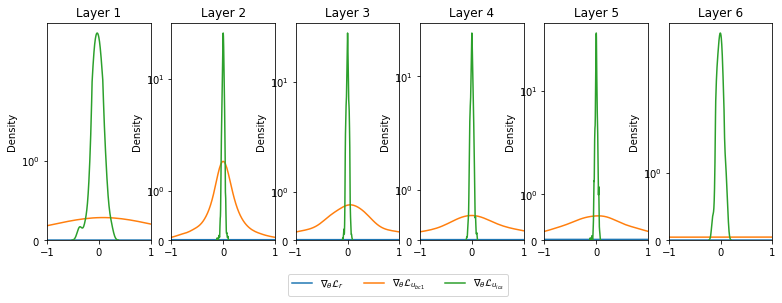 Layer 1 Layer 2 Layer 3 Layer 4 Layer 5 Layer 6
Density Density Density Density Density Density
10¹ 10¹ 10¹ 10¹
10⁰ 10⁰ 10⁰ 10⁰ 10⁰ 10⁰
0 0 0 0 0 0
−1 0 1 −1 0 1 −1 0 1 −1 0 1 −1 0 1 −1 0 1
∇θℒr ∇θℒu_bc1 ∇θℒu_ics